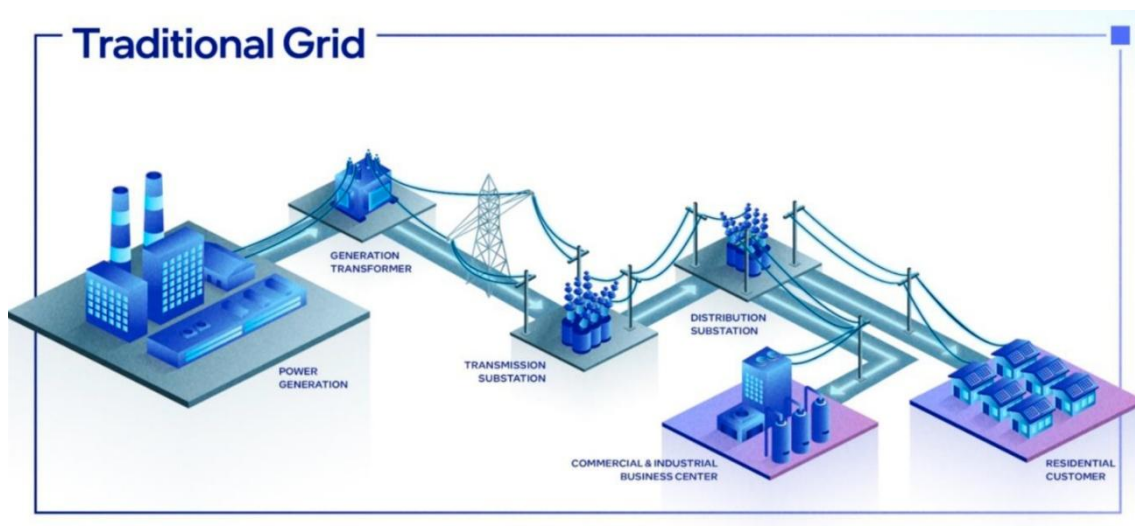 Traditional Grid
GENERATION
TRANSFORMER
POWER
GENERATION
TRANSMISSION
SUBSTATION
DISTRIBUTION
SUBSTATION
COMMERCIAL & INDUSTRIAL
BUSINESS CENTER
RESIDENTIAL
CUSTOMER